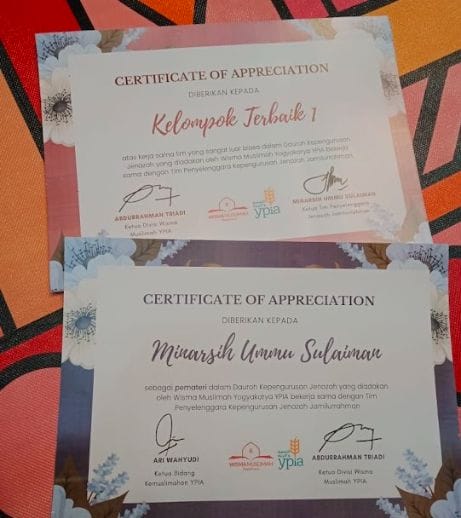 CERTIFICATE OF APPRECIATION
DIBERIKAN KEPADA
Kelompok Terbaik 1
atas kerja sama tim yang sangat luar biasa dalam Daurah Kepengurusan
Jenazah yang diadakan oleh Wisma Muslimah Yogyakarta YPIA bekerja
sama dengan Tim Penyelenggara Kepengurusan Jenazah Jamilurrahman.
ABDURRAHMAN TRIADI
Ketua Divisi Wisma
Muslimah YPIA
WISMA MUSLIMAH
ypia
MINARSIH UMMU SULAIMAN
Ketua Tim Penyelenggara
Jenazah Jamilurrahman
CERTIFICATE OF APPRECIATION
DIBERIKAN KEPADA
Minarsih Ummu Sulaiman
sebagai pemateri dalam Daurah Kepengurusan Jenazah yang diadakan
oleh Wisma Muslimah Yogyakarta YPIA bekerja sama dengan Tim
Penyelenggara Kepengurusan Jenazah Jamilurrahman
ARI WAHYUDI
Ketua Bidang
Kemuslimahan YPIA
WISMA MUSLIMAH
ypia
ABDURRAHMAN TRIADI
Ketua Divisi Wisma
Muslimah YPIA